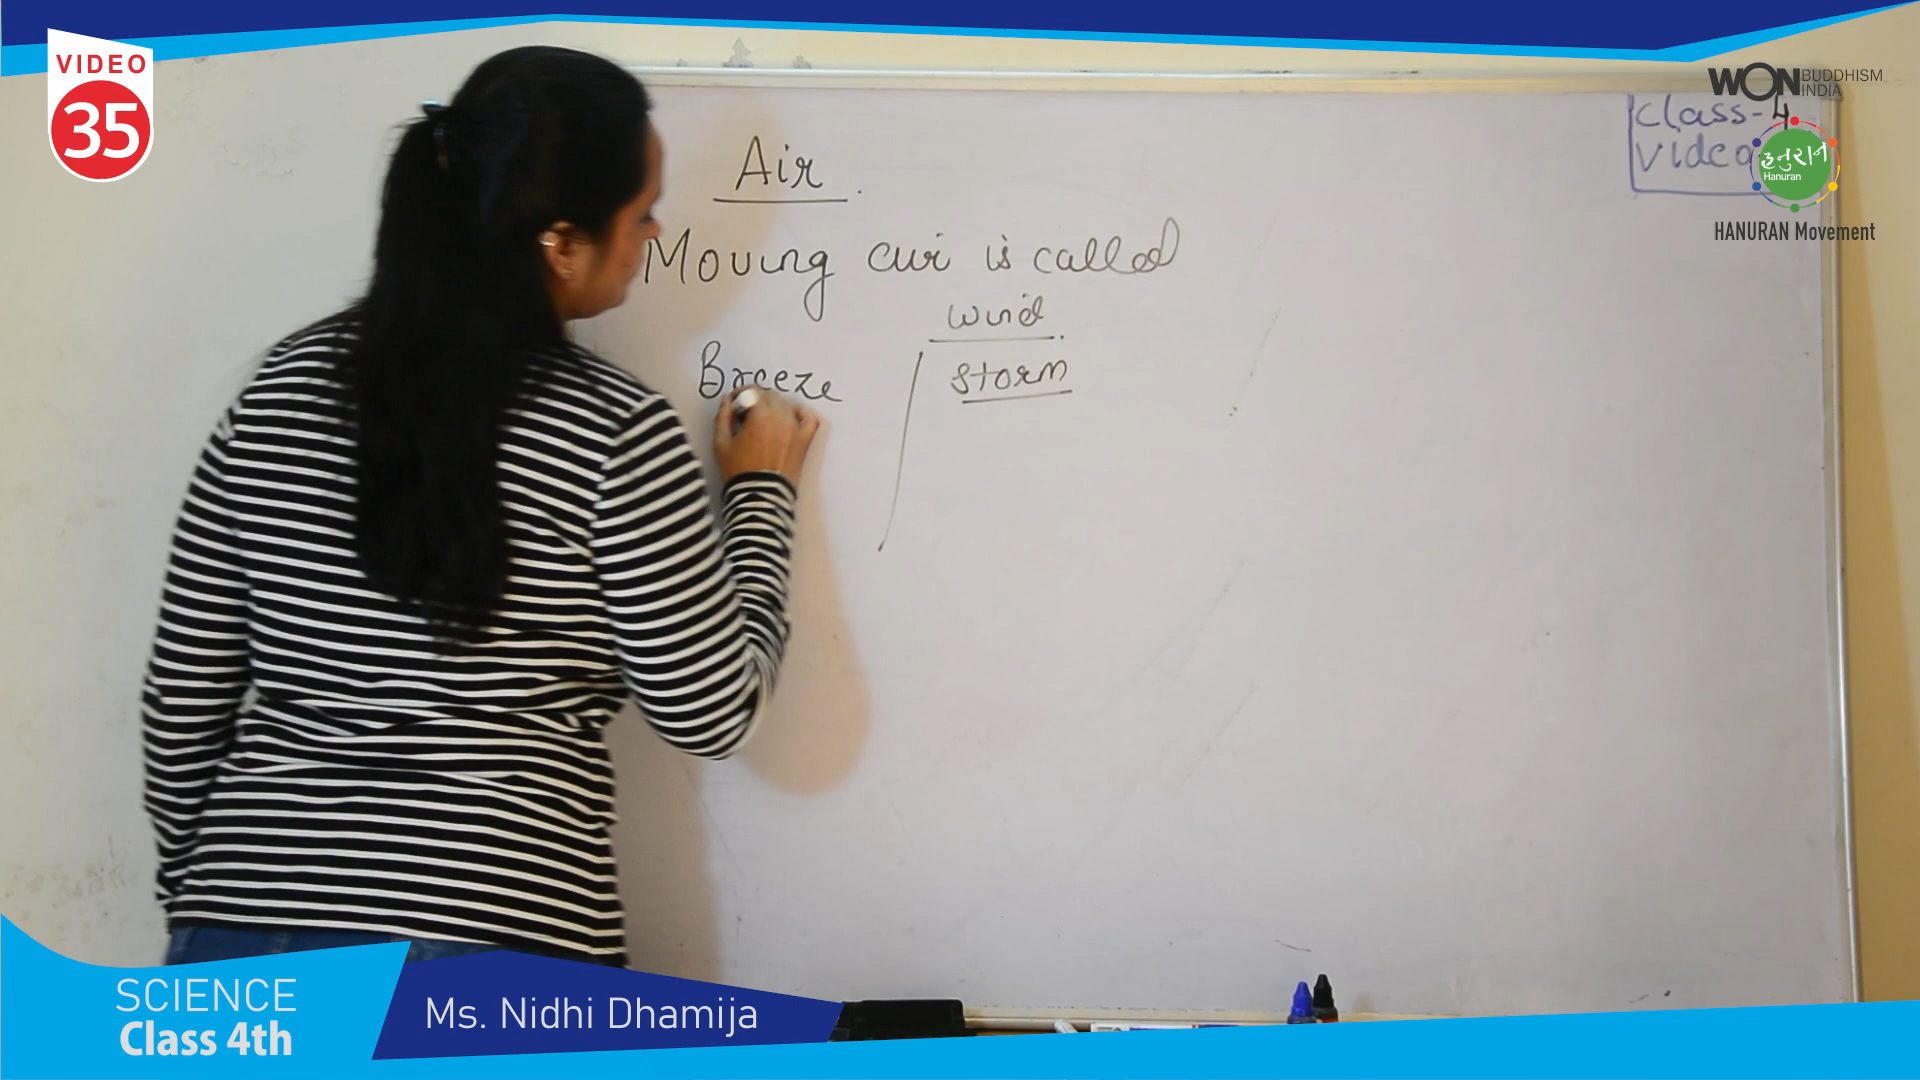 VIDEO
35
WON BUDDHISM INDIA
Class-4
Video
हनुरान
Hanuran
HANURAN Movement
Air
Moving air is called
wind
Breeze
storm
SCIENCE
Class 4th
Ms. Nidhi Dhamija